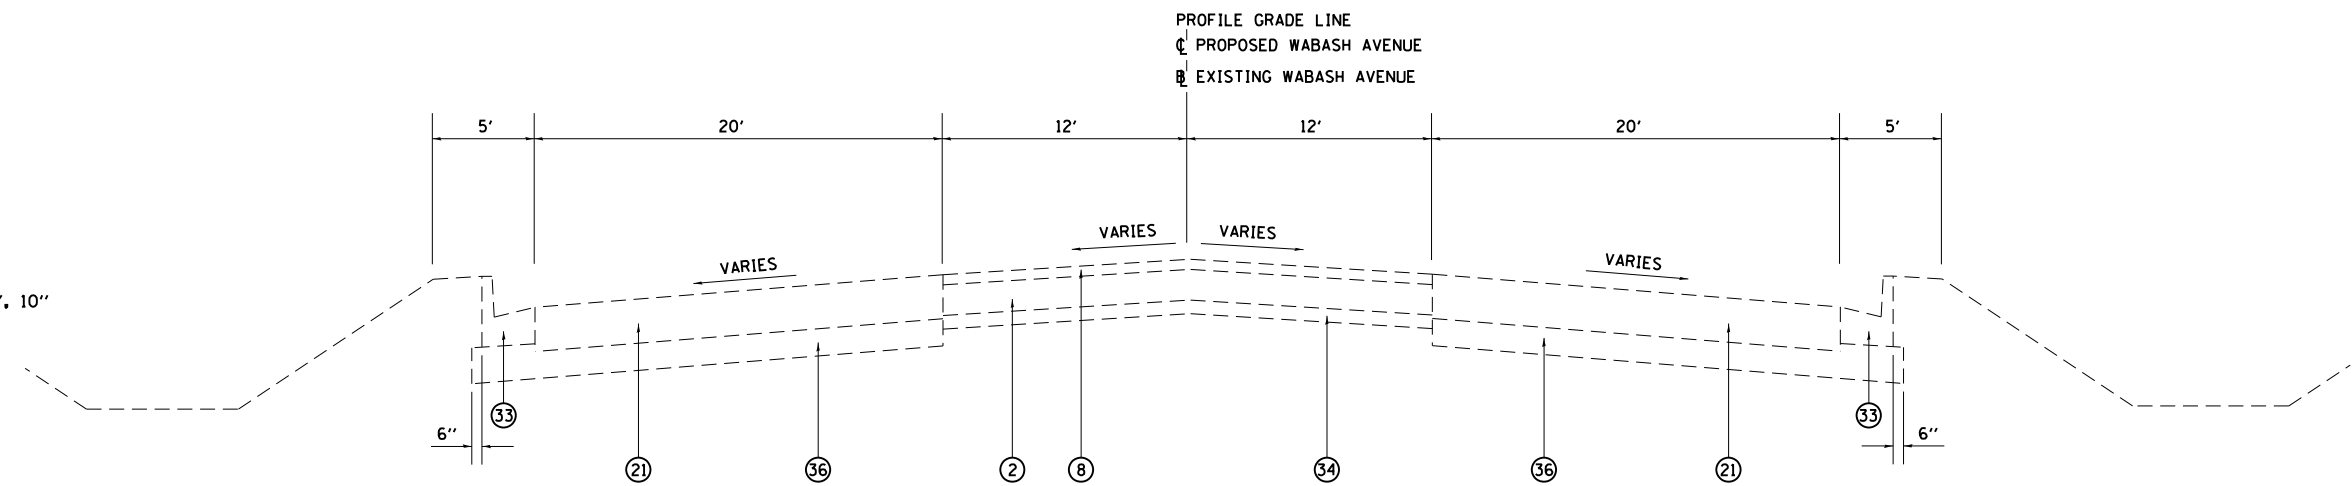 PROFILE GRADE LINE
℄ PROPOSED WABASH AVENUE
B̲L EXISTING WABASH AVENUE
5' 20' 12' 12' 20' 5'
VARIES VARIES
VARIES VARIES
10"
33 33
6" 6"
21 36 2 8 34 36 21